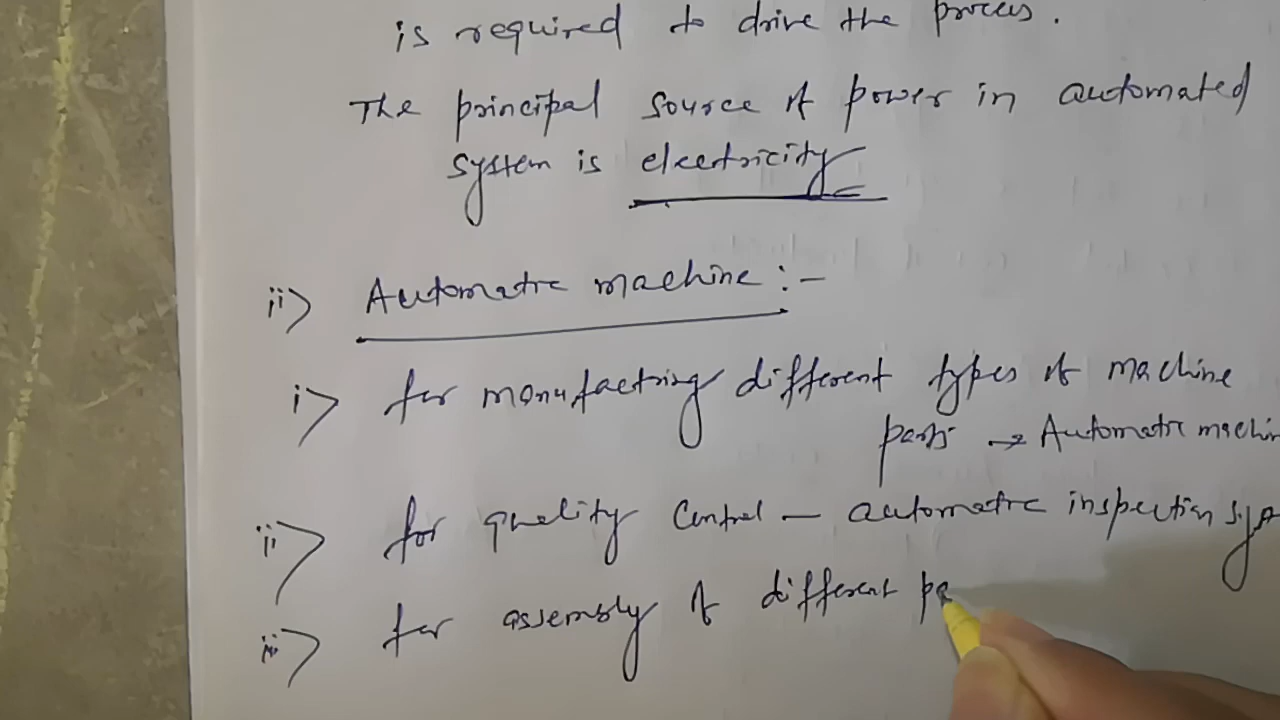 is required to drive the process.
The principal source of power in automated
system is electricity
ii) Automatic machine :-
i) for manufactring different types of machine
parts → Automatic machin
ii) for quality Control - automatic inspection syst
iii) for assembly of different pa